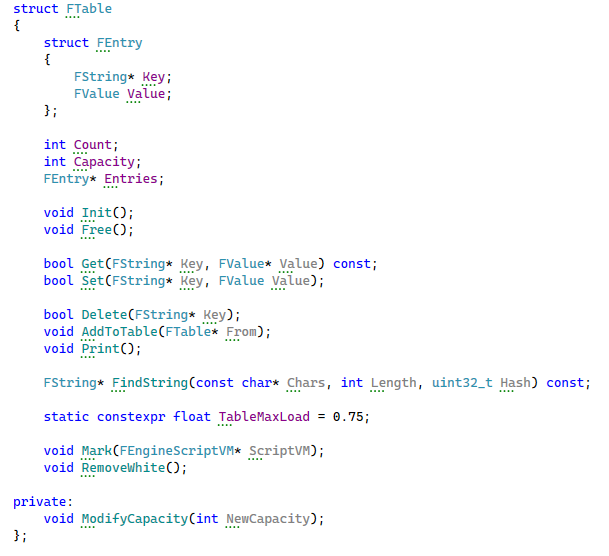 struct FTable
{
    struct FEntry
    {
        FString* Key;
        FValue Value;
    };

    int Count;
    int Capacity;
    FEntry* Entries;

    void Init();
    void Free();

    bool Get(FString* Key, FValue* Value) const;
    bool Set(FString* Key, FValue Value);

    bool Delete(FString* Key);
    void AddToTable(FTable* From);
    void Print();

    FString* FindString(const char* Chars, int Length, uint32_t Hash) const;

    static constexpr float TableMaxLoad = 0.75;

    void Mark(FEngineScriptVM* ScriptVM);
    void RemoveWhite();

private:
    void ModifyCapacity(int NewCapacity);
};